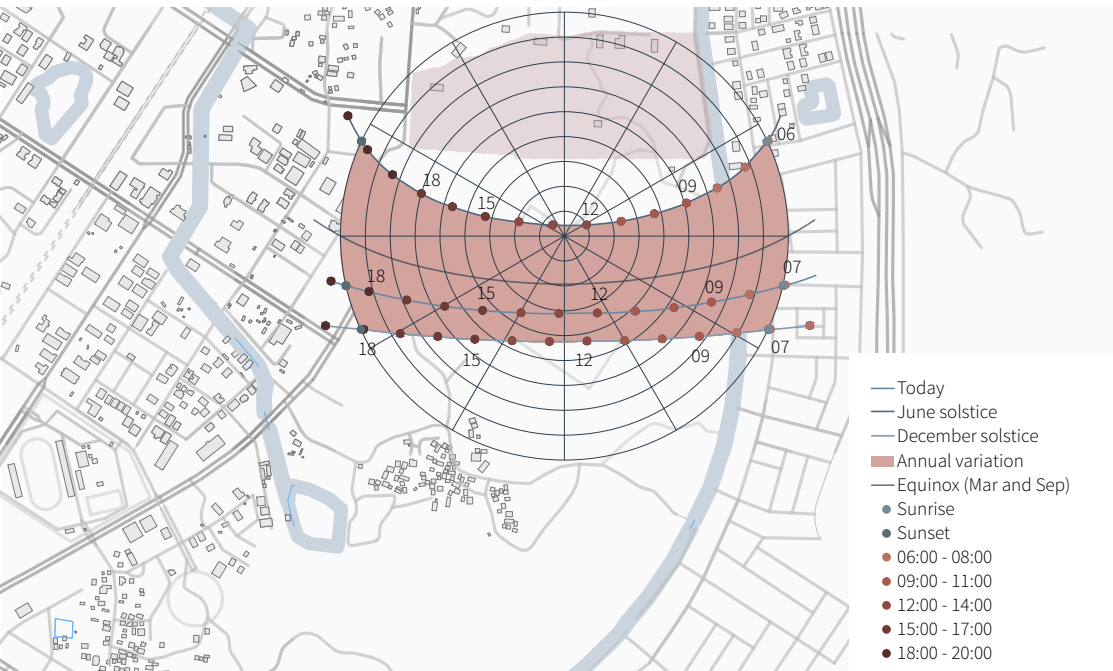 06
18
15
12
09
18
15
12
09
07
18
15
12
09
07
Today
June solstice
December solstice
Annual variation
Equinox (Mar and Sep)
Sunrise
Sunset
06:00 - 08:00
09:00 - 11:00
12:00 - 14:00
15:00 - 17:00
18:00 - 20:00